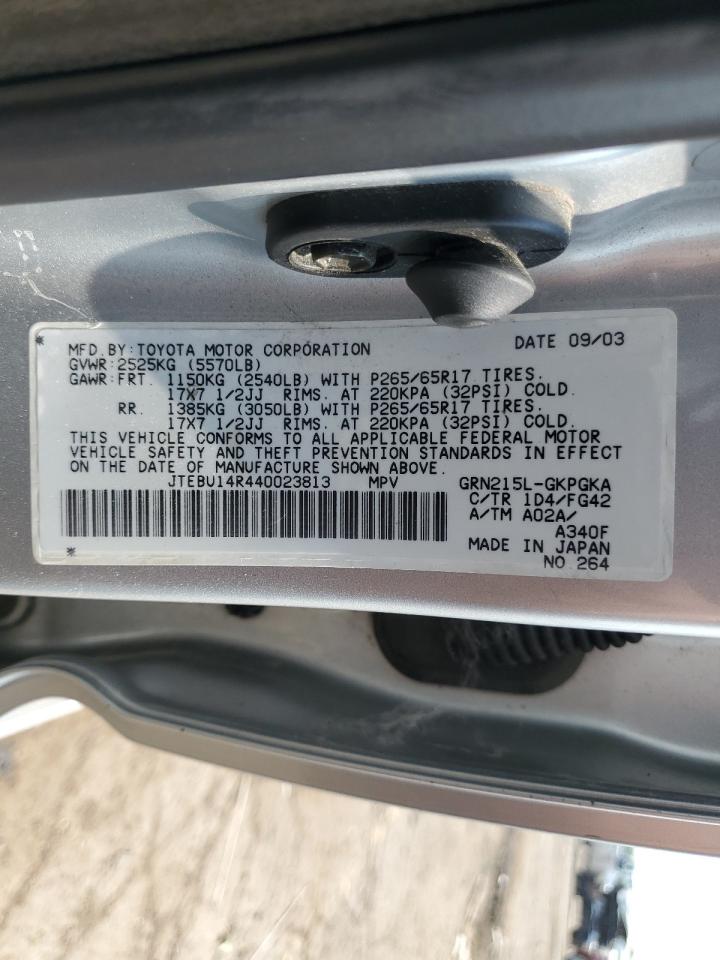 MFD.BY:TOYOTA MOTOR CORPORATION DATE 09/03
GVWR:2525KG (5570LB)
GAWR:FRT. 1150KG (2540LB) WITH P265/65R17 TIRES.
17X7 1/2JJ RIMS. AT 220KPA (32PSI) COLD.
RR. 1385KG (3050LB) WITH P265/65R17 TIRES.
17X7 1/2JJ RIMS. AT 220KPA (32PSI) COLD.
THIS VEHICLE CONFORMS TO ALL APPLICABLE FEDERAL MOTOR
VEHICLE SAFETY AND THEFT PREVENTION STANDARDS IN EFFECT
ON THE DATE OF MANUFACTURE SHOWN ABOVE.
JTEBU14R440023813 MPV GRN215L-GKPGKA
C/TR 1D4/FG42
A/TM A02A/
A340F
MADE IN JAPAN
NO 264